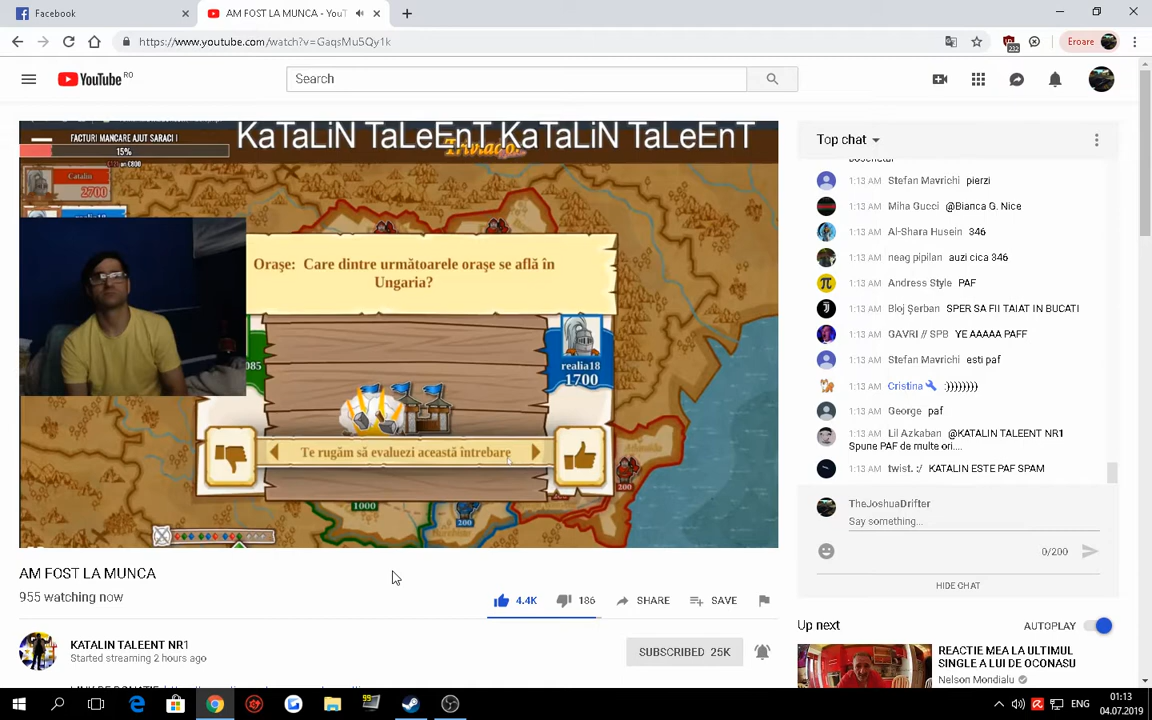 Facebook
AM FOST LA MUNCA - YouT
https://www.youtube.com/watch?v=GaqsMu5Qy1k
232
Eroare
YouTube RO
Search
FACTURI MANCARE AJUT SARACI I
KaTaLiN TaLeEnT KaTaLiN TaLeEnT
Triviador
15%
Catalin
2700
realia18
Oraşe: Care dintre următoarele oraşe se află în
Ungaria?
085
realia18
1700
Te rugăm să evaluezi această întrebare
200
1000
200
AM FOST LA MUNCA
955 watching now
4.4K
186
SHARE
SAVE
KATALIN TALEENT NR1
Started streaming 2 hours ago
SUBSCRIBED 25K
Top chat
1:13 AM Stefan Mavrichi pierzi
1:13 AM Miha Gucci @Bianca G. Nice
1:13 AM Al-Shara Husein 346
1:13 AM neag pipilan auzi cica 346
1:13 AM Andress Style PAF
1:13 AM Bloj Şerban SPER SA FII TAIAT IN BUCATI
1:13 AM GAVRI // SPB YE AAAAA PAFF
1:13 AM Stefan Mavrichi esti paf
1:13 AM Cristina :)))))))))
1:13 AM George paf
1:13 AM Lil Azkaban @KATALIN TALEENT NR1
Spune PAF de multe ori....
1:13 AM twist. :/ KATALIN ESTE PAF SPAM
TheJoshuaDrifter
Say something...
0/200
HIDE CHAT
Up next
AUTOPLAY
REACTIE MEA LA ULTIMUL
SINGLE A LUI DE OCONASU
Nelson Mondialu
99
ENG
01:13
04.07.2019